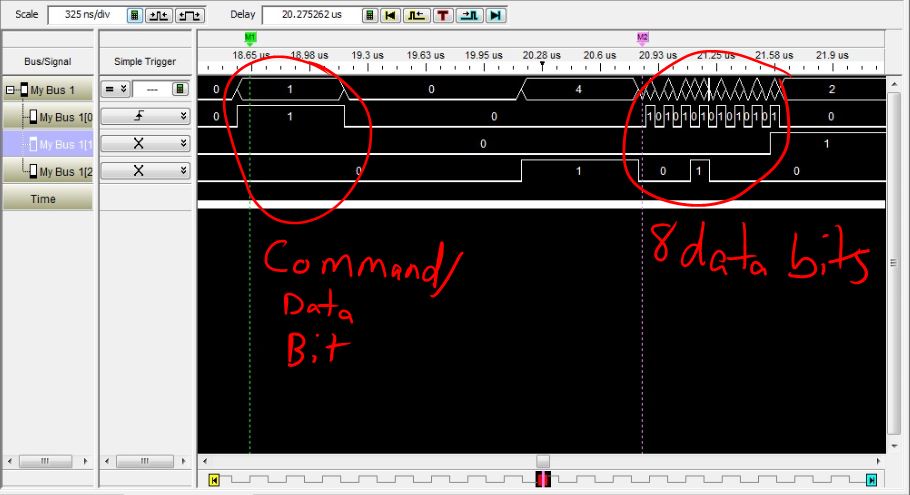 Scale 325 ns/div Delay 20.275262 us
M1 M2
Bus/Signal Simple Trigger 18.65 us 18.98 us 19.3 us 19.63 us 19.95 us 20.28 us 20.6 us 20.93 us 21.25 us 21.58 us 21.9 us
My Bus 1 = --- 0 1 0 4 2
My Bus 1[0 0 1 0 1 0 1 0 1 0 1 0 1 0 1 0 1 0 1 0
My Bus 1[1 X 0 1
My Bus 1[2 X 0 1 0 1 0
Time
Command/
Data
Bit
8 data bits